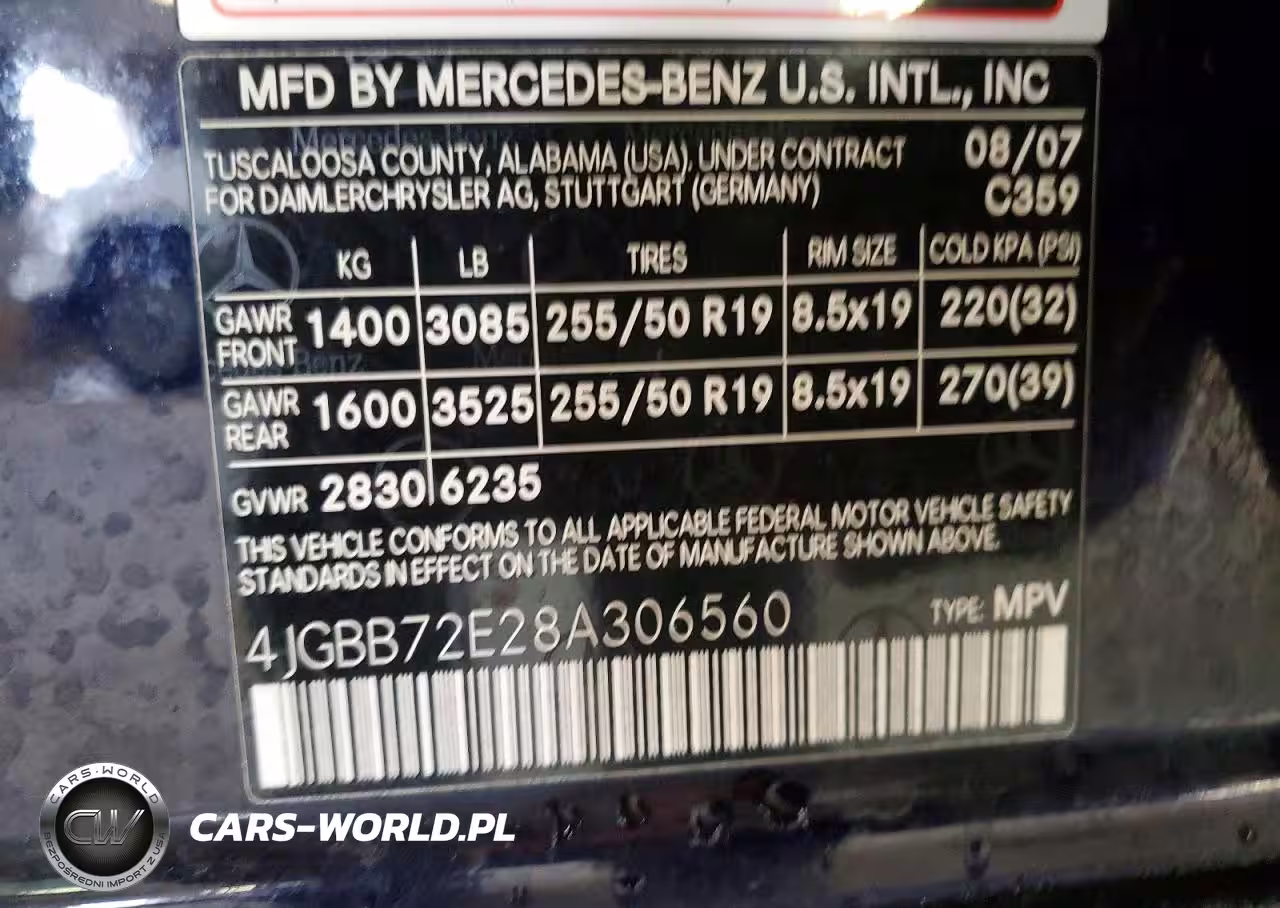 MFD BY MERCEDES-BENZ U.S. INTL., INC
TUSCALOOSA COUNTY, ALABAMA (USA), UNDER CONTRACT 08/07
FOR DAIMLERCHRYSLER AG, STUTTGART (GERMANY) C359
KG LB TIRES RIM SIZE COLD KPA (PSI)
GAWR FRONT 1400 3085 255/50 R19 8.5x19 220(32)
GAWR REAR 1600 3525 255/50 R19 8.5x19 270(39)
GVWR 2830 6235
THIS VEHICLE CONFORMS TO ALL APPLICABLE FEDERAL MOTOR VEHICLE SAFETY
STANDARDS IN EFFECT ON THE DATE OF MANUFACTURE SHOWN ABOVE.
4JGBB72E28A306560 TYPE: MPV
CARS-WORLD
CW
BEZPOŚREDNI IMPORT Z USA
CARS-WORLD.PL